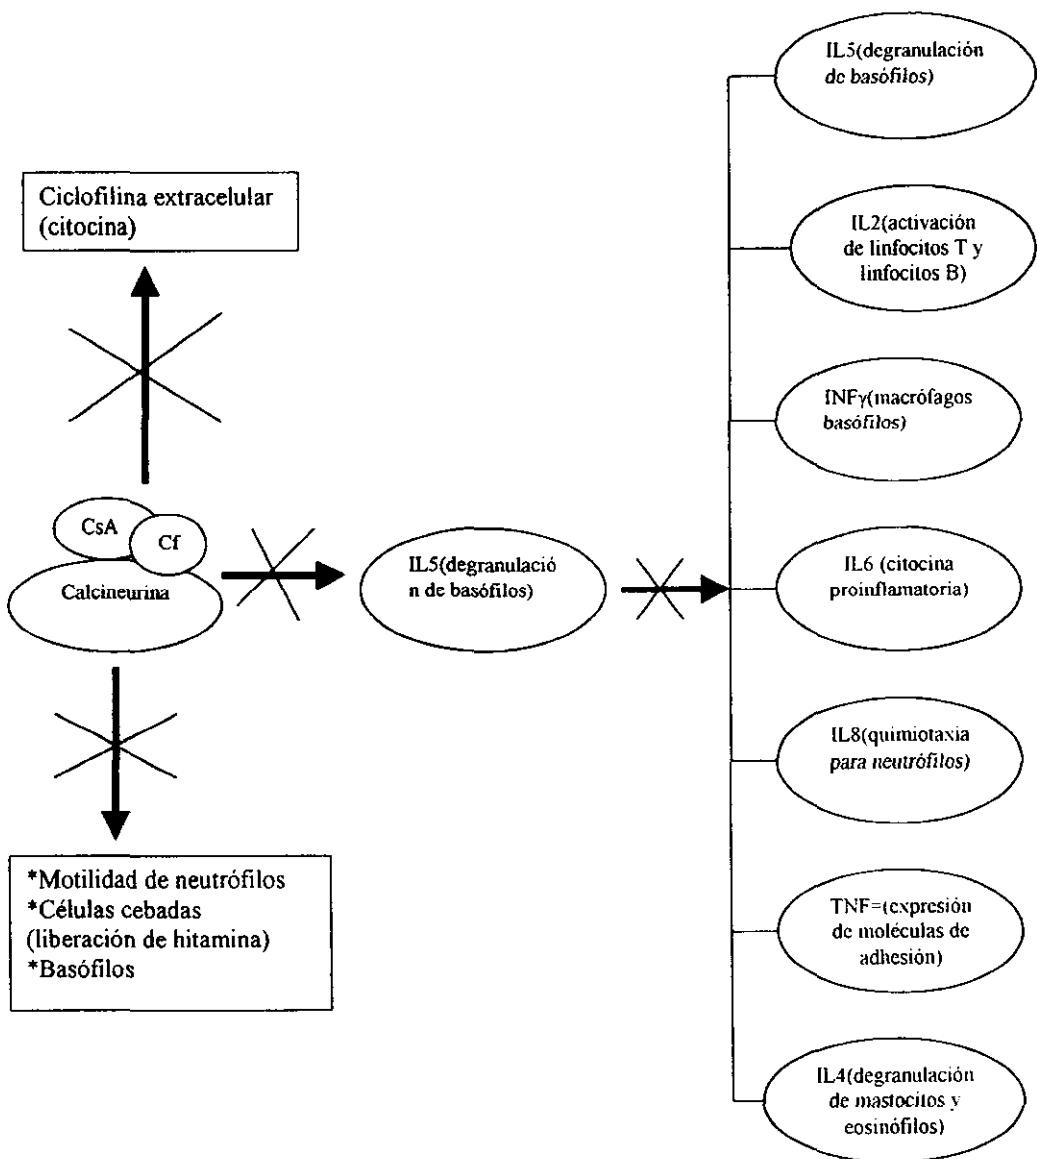 IL5(degranulación
de basófilos)
Ciclofilina extracelular
(citocina)
IL2(activación
de linfocitos T y
linfocitos B)
INFγ(macrófagos
basófilos)
CsA
Cf
Calcineurina
IL5(degranulació
n de basófilos)
IL6 (citocina
proinflamatoria)
IL8(quimiotaxia
para neutrófilos)
*Motilidad de neutrófilos
*Células cebadas
(liberación de hitamina)
*Basófilos
TNF=(expresión
de moléculas de
adhesión)
IL4(degranulación
de mastocitos y
eosinófilos)